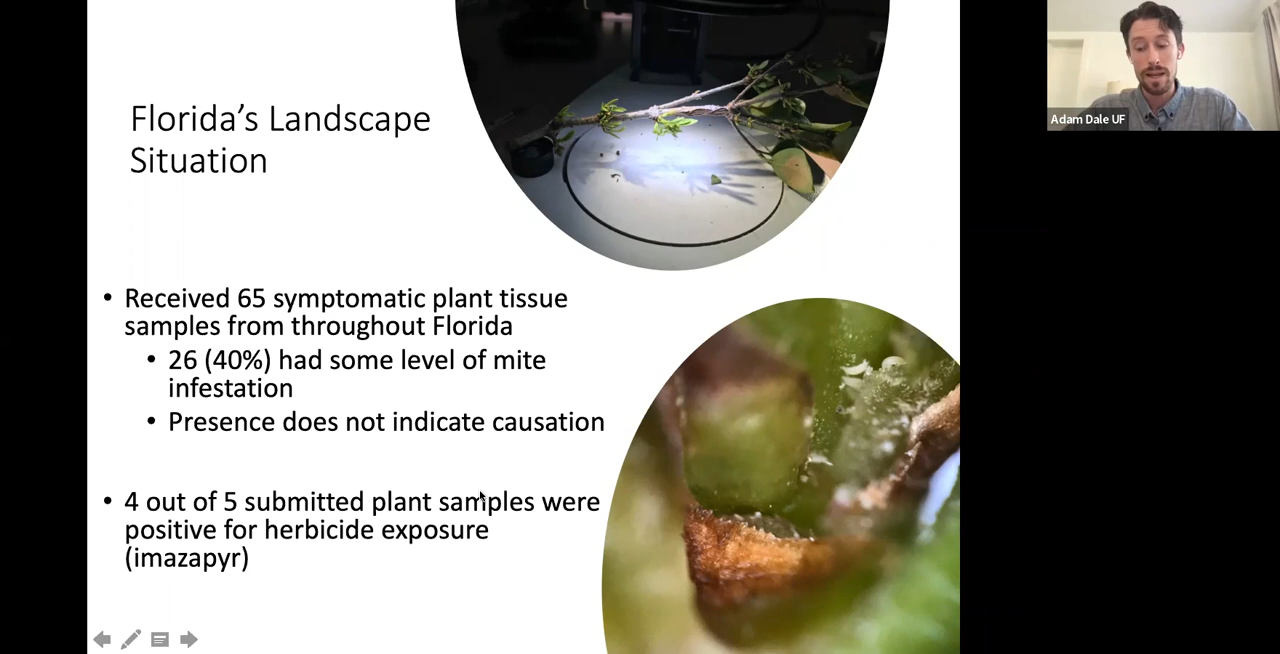 Florida's Landscape
Situation
• Received 65 symptomatic plant tissue
samples from throughout Florida
• 26 (40%) had some level of mite
infestation
• Presence does not indicate causation
• 4 out of 5 submitted plant samples were
positive for herbicide exposure
(imazapyr)
Adam Dale UF